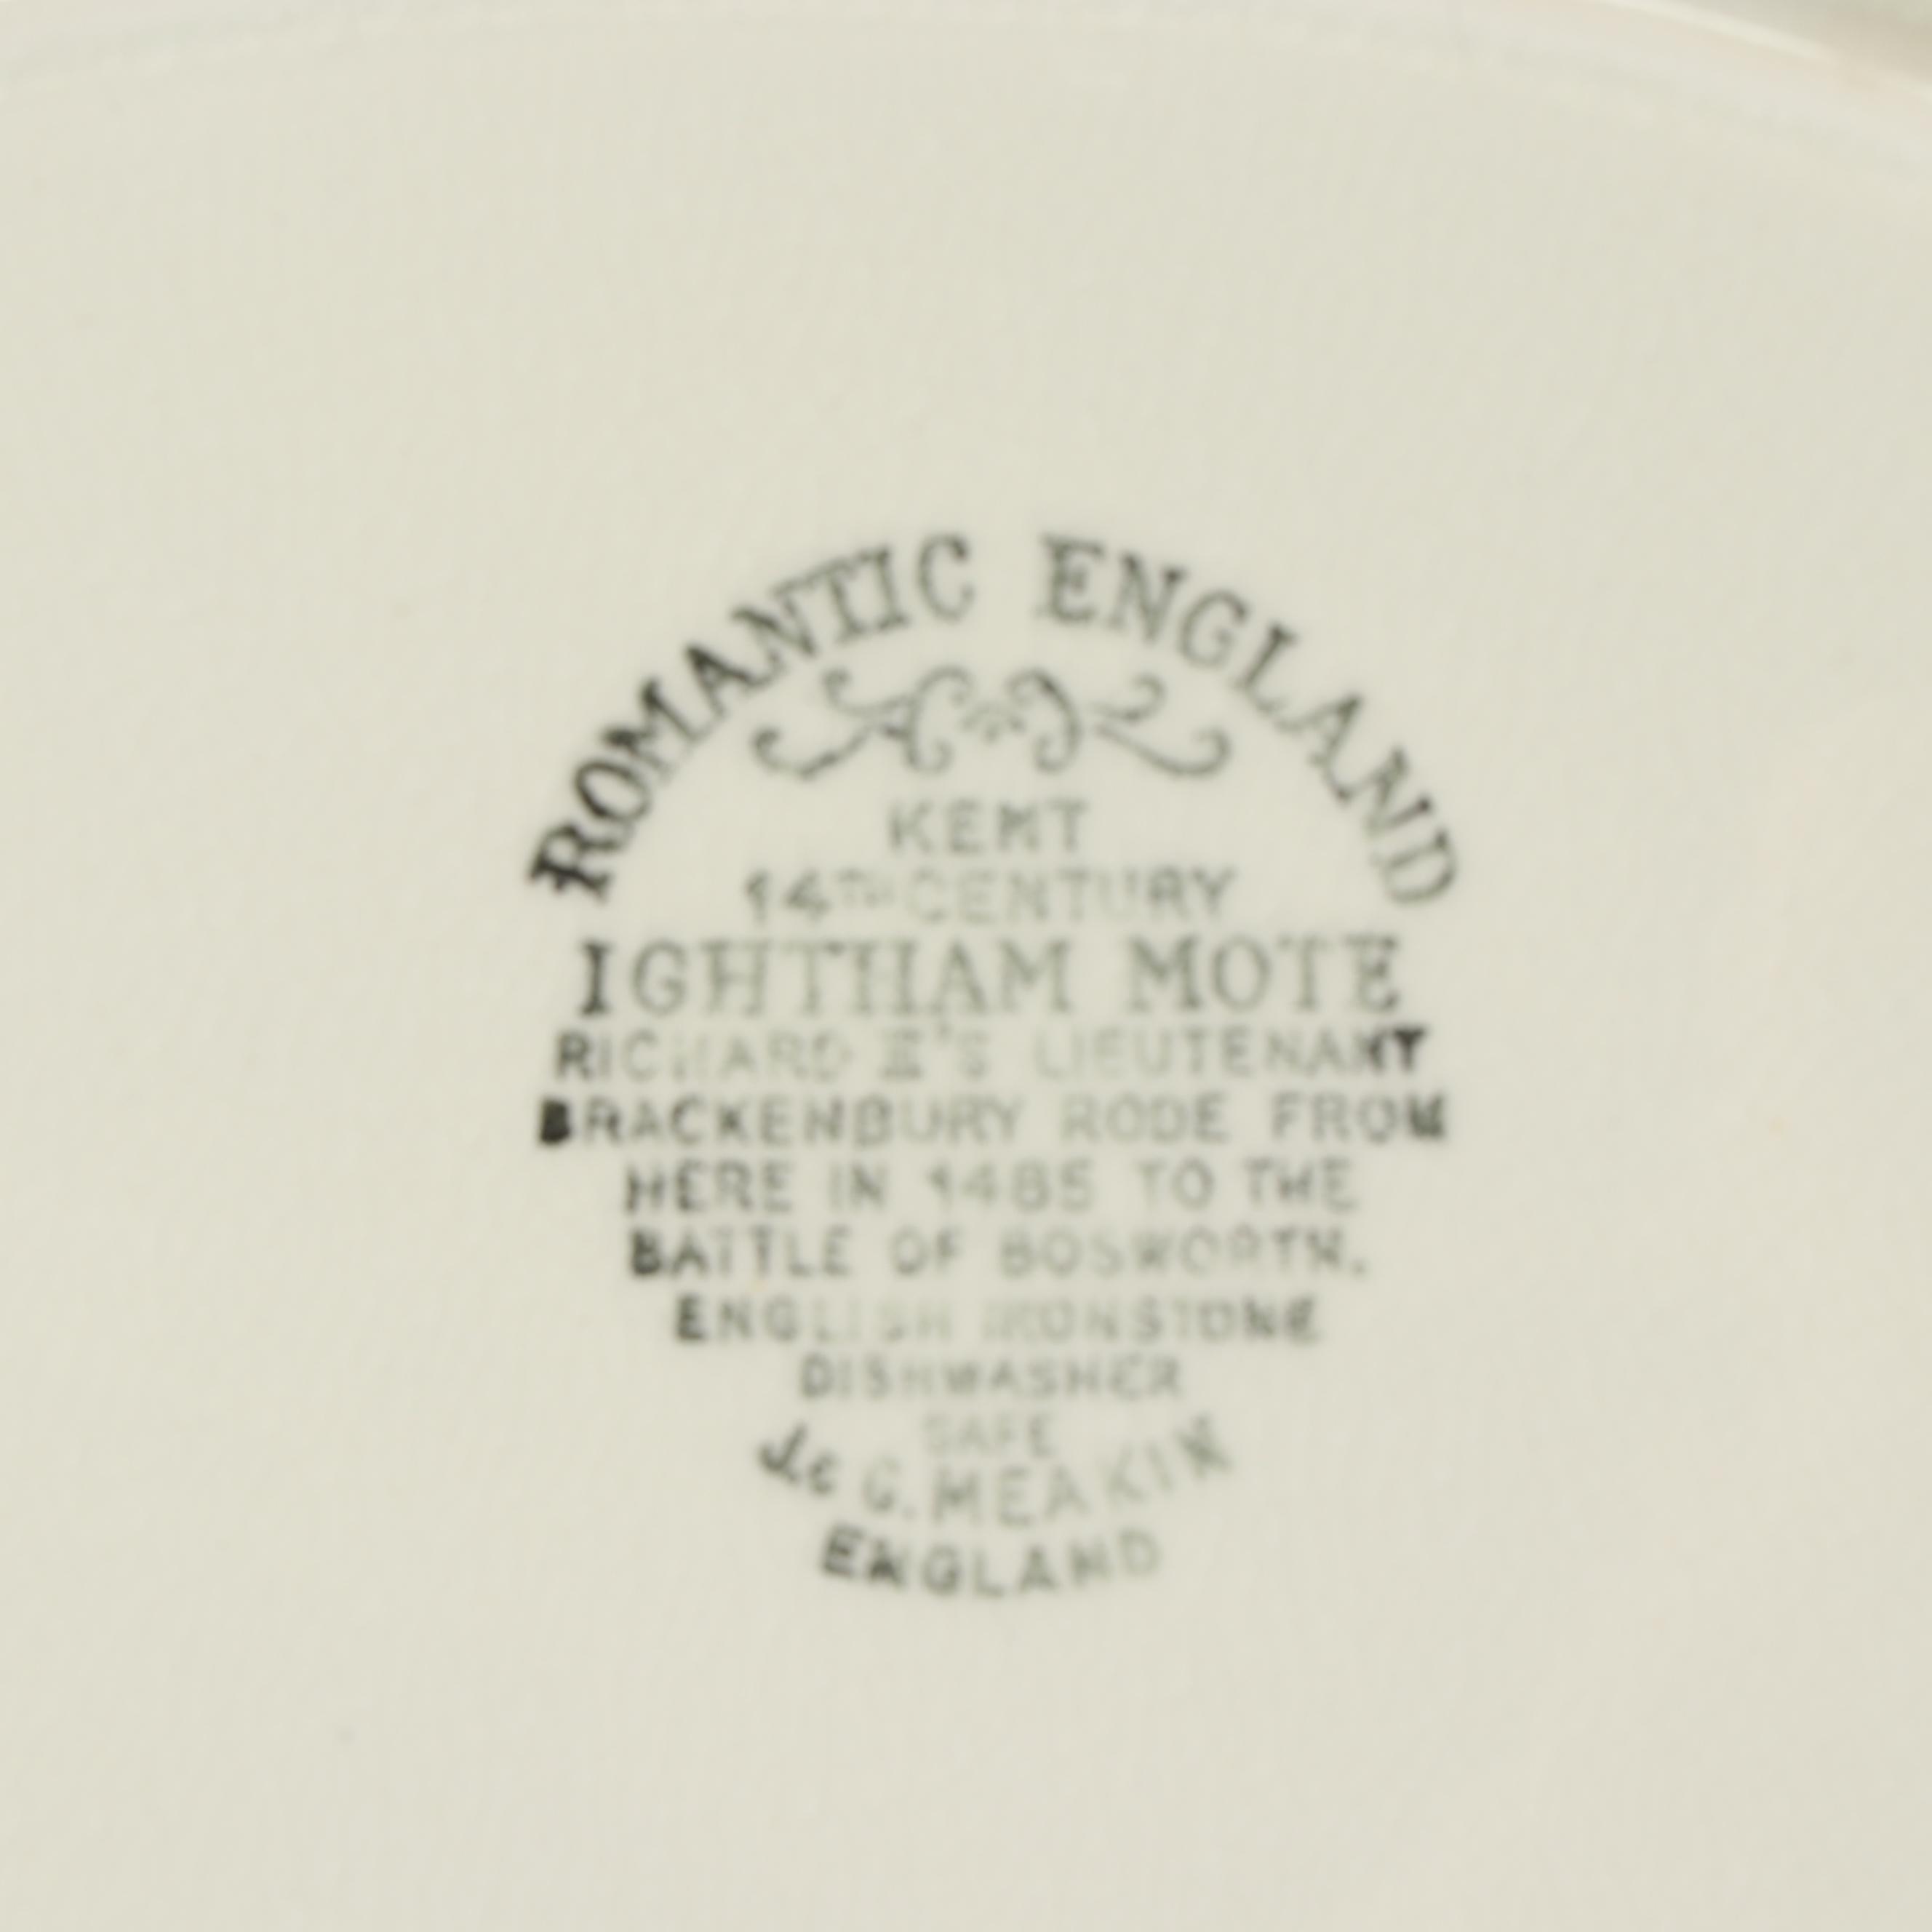 ROMANTIC ENGLAND
KENT
14TH CENTURY
IGHTHAM MOTE
RICHARD III'S LIEUTENANT
BRACKENBURY RODE FROM
HERE IN 1485 TO THE
BATTLE OF BOSWORTH.
ENGLISH IRONSTONE
DISHWASHER
SAFE
J & G. MEAKIN
ENGLAND